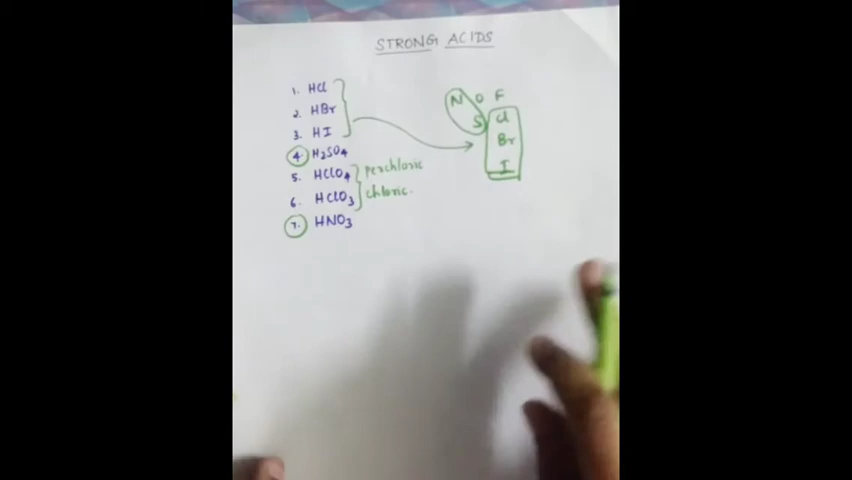 STRONG ACIDS
1. HCl
2. HBr
3. HI
4. H₂SO₄
5. HClO₄ perchloric
6. HClO₃ chloric.
7. HNO₃
N O F
S Cl
Br
I